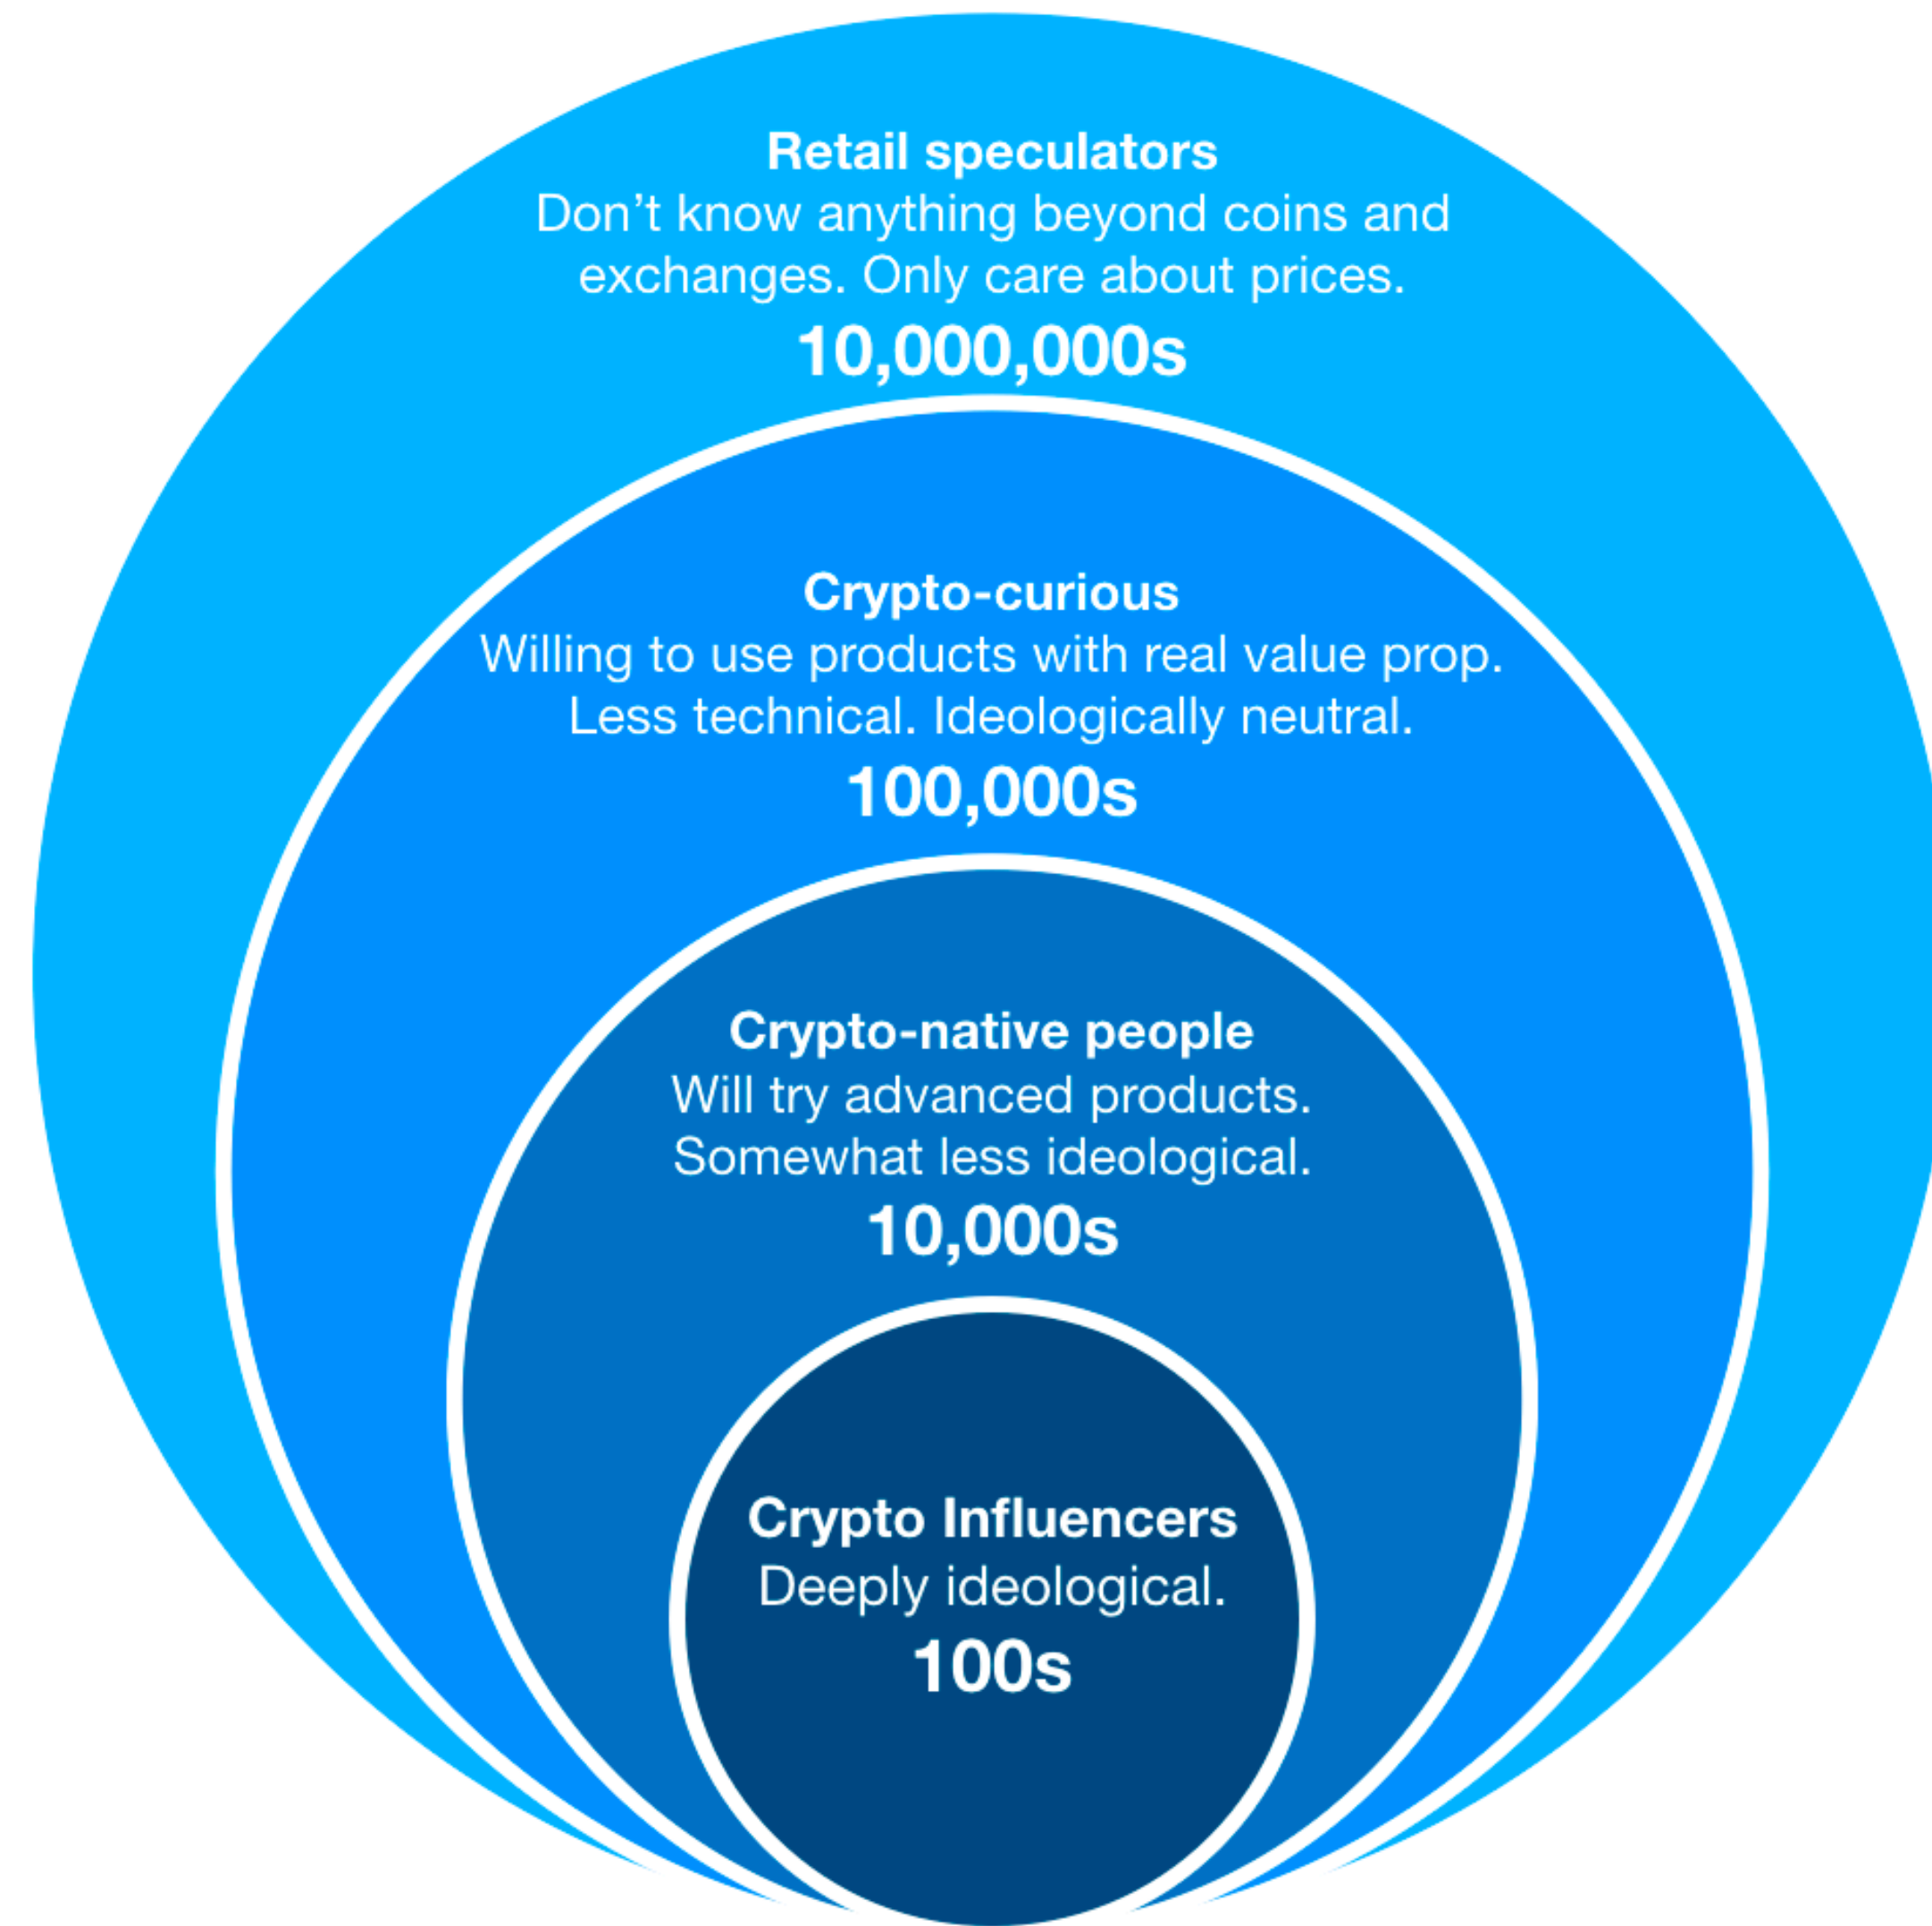 Retail speculators
Don’t know anything beyond coins and
exchanges. Only care about prices.
10,000,000s
Crypto-curious
Willing to use products with real value prop.
Less technical. Ideologically neutral.
100,000s
Crypto-native people
Will try advanced products.
Somewhat less ideological.
10,000s
Crypto Influencers
Deeply ideological.
100s